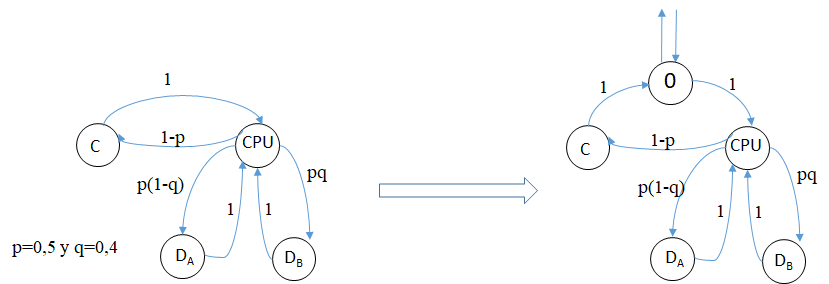 1
C
1-p
CPU
p(1-q)
pq
1
1
D_A
D_B
p=0,5 y q=0,4
0
1
1
C
1-p
CPU
p(1-q)
pq
1
1
D_A
D_B